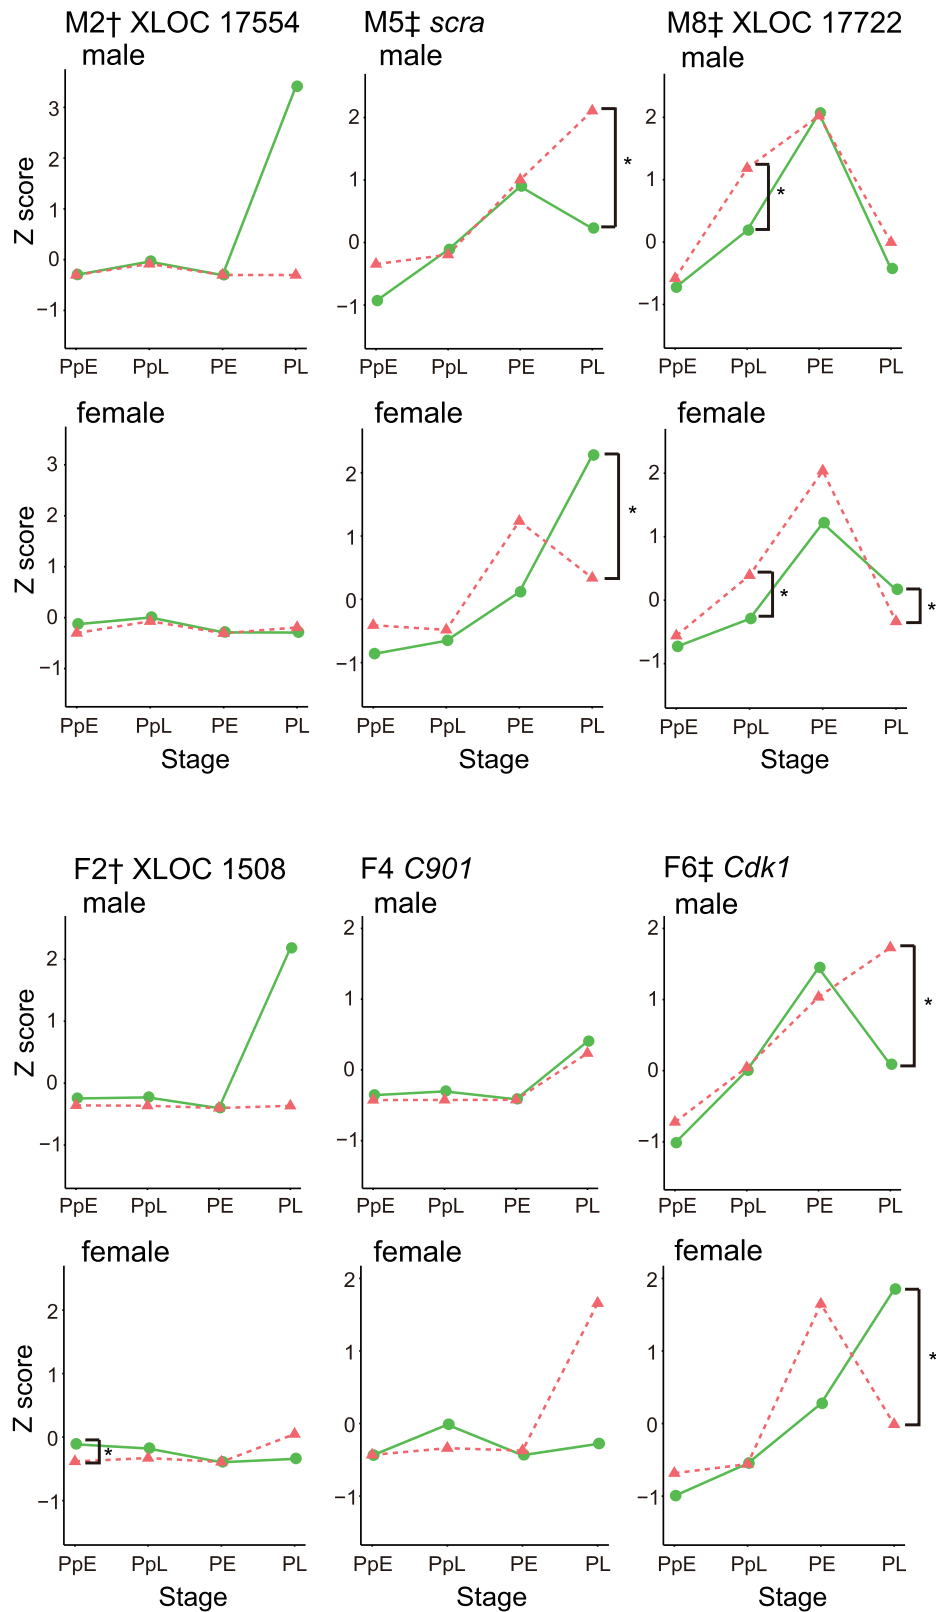 M2† XLOC 17554
male
Z score
3
2
1
0
−1
PpE PpL PE PL
M5‡ scra
male
2
1
0
−1
*
PpE PpL PE PL
M8‡ XLOC 17722
male
2
1
0
−1
*
PpE PpL PE PL
female
Z score
3
2
1
0
−1
PpE PpL PE PL
Stage
female
2
1
0
−1
*
PpE PpL PE PL
Stage
female
2
1
0
−1
*
*
PpE PpL PE PL
Stage
F2† XLOC 1508
male
Z score
2
1
0
−1
PpE PpL PE PL
F4 C901
male
2
1
0
−1
PpE PpL PE PL
F6‡ Cdk1
male
2
1
0
−1
*
PpE PpL PE PL
female
Z score
2
1
0
−1
*
PpE PpL PE PL
Stage
female
2
1
0
−1
PpE PpL PE PL
Stage
female
2
1
0
−1
*
PpE PpL PE PL
Stage